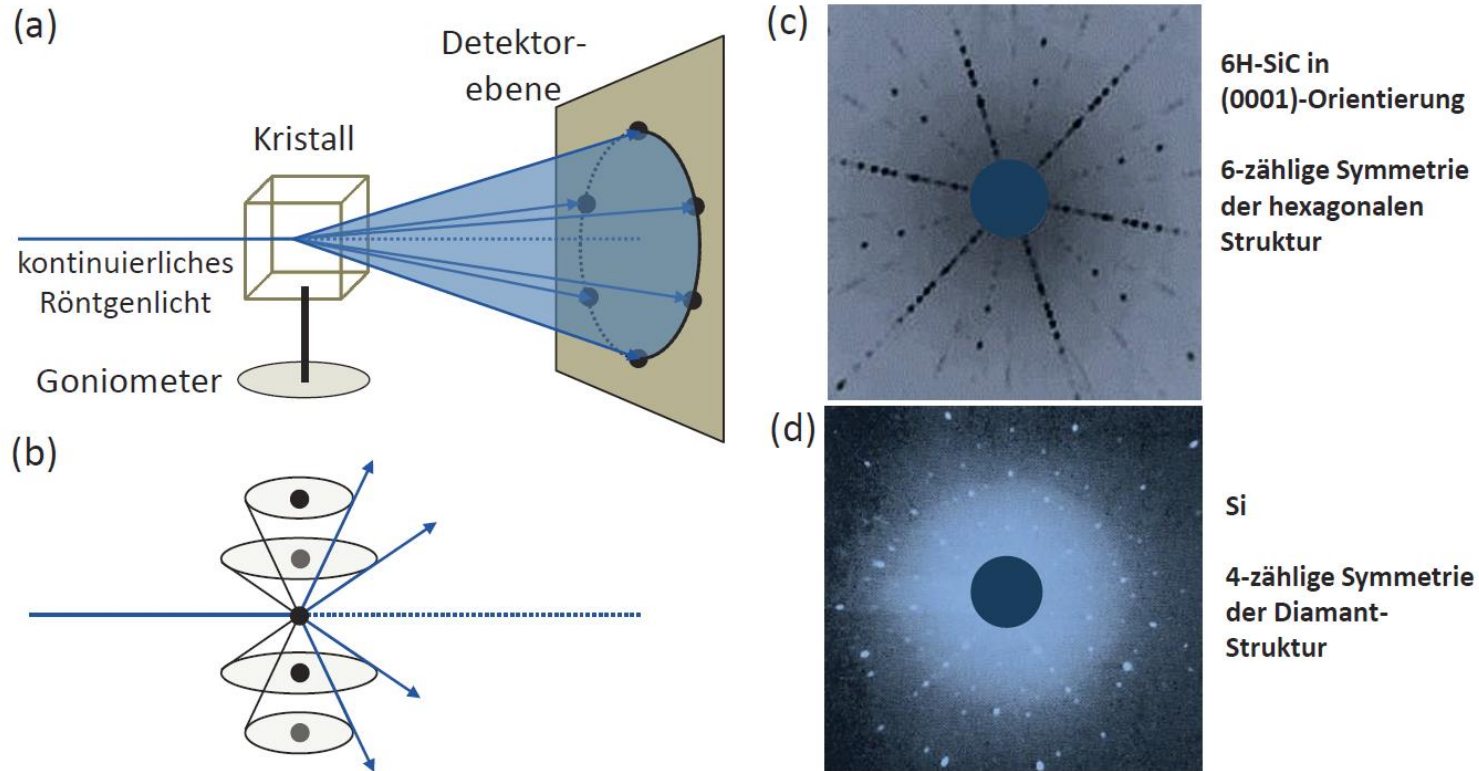 (a)
Detektor-
ebene
Kristall
kontinuierliches
Röntgenlicht
Goniometer
(b)
(c)
6H-SiC in
(0001)-Orientierung
6-zählige Symmetrie
der hexagonalen
Struktur
(d)
Si
4-zählige Symmetrie
der Diamant-
Struktur